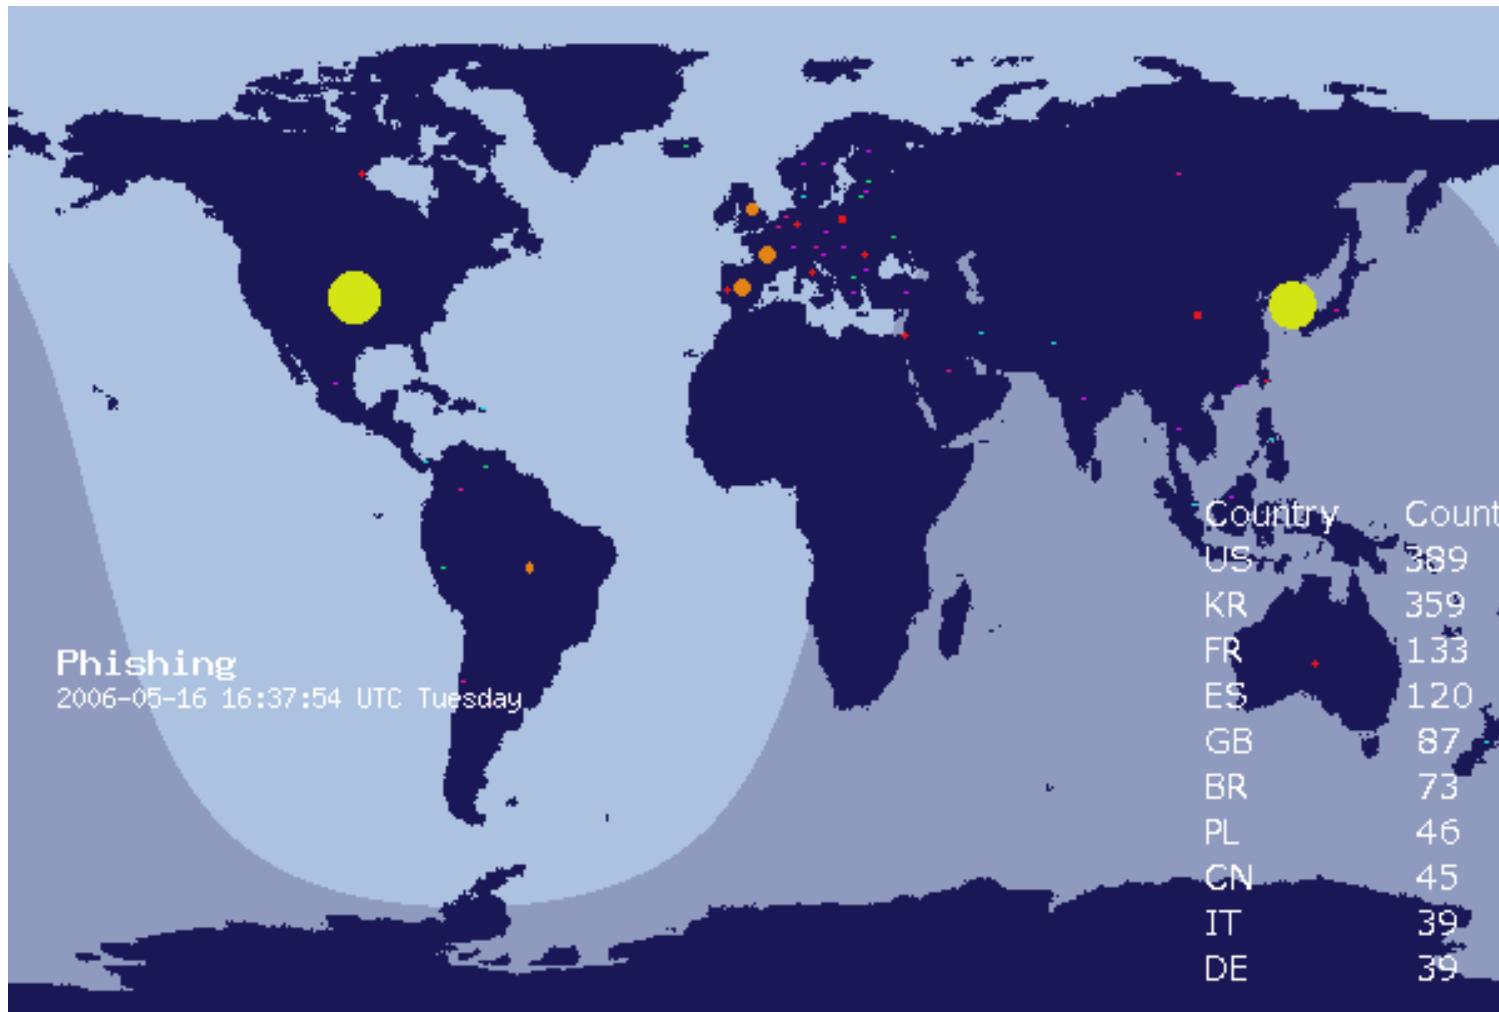 Phishing
2006-05-16 16:37:54 UTC Tuesday
Country Count
US 389
KR 359
FR 133
ES 120
GB 87
BR 73
PL 46
CN 45
IT 39
DE 39